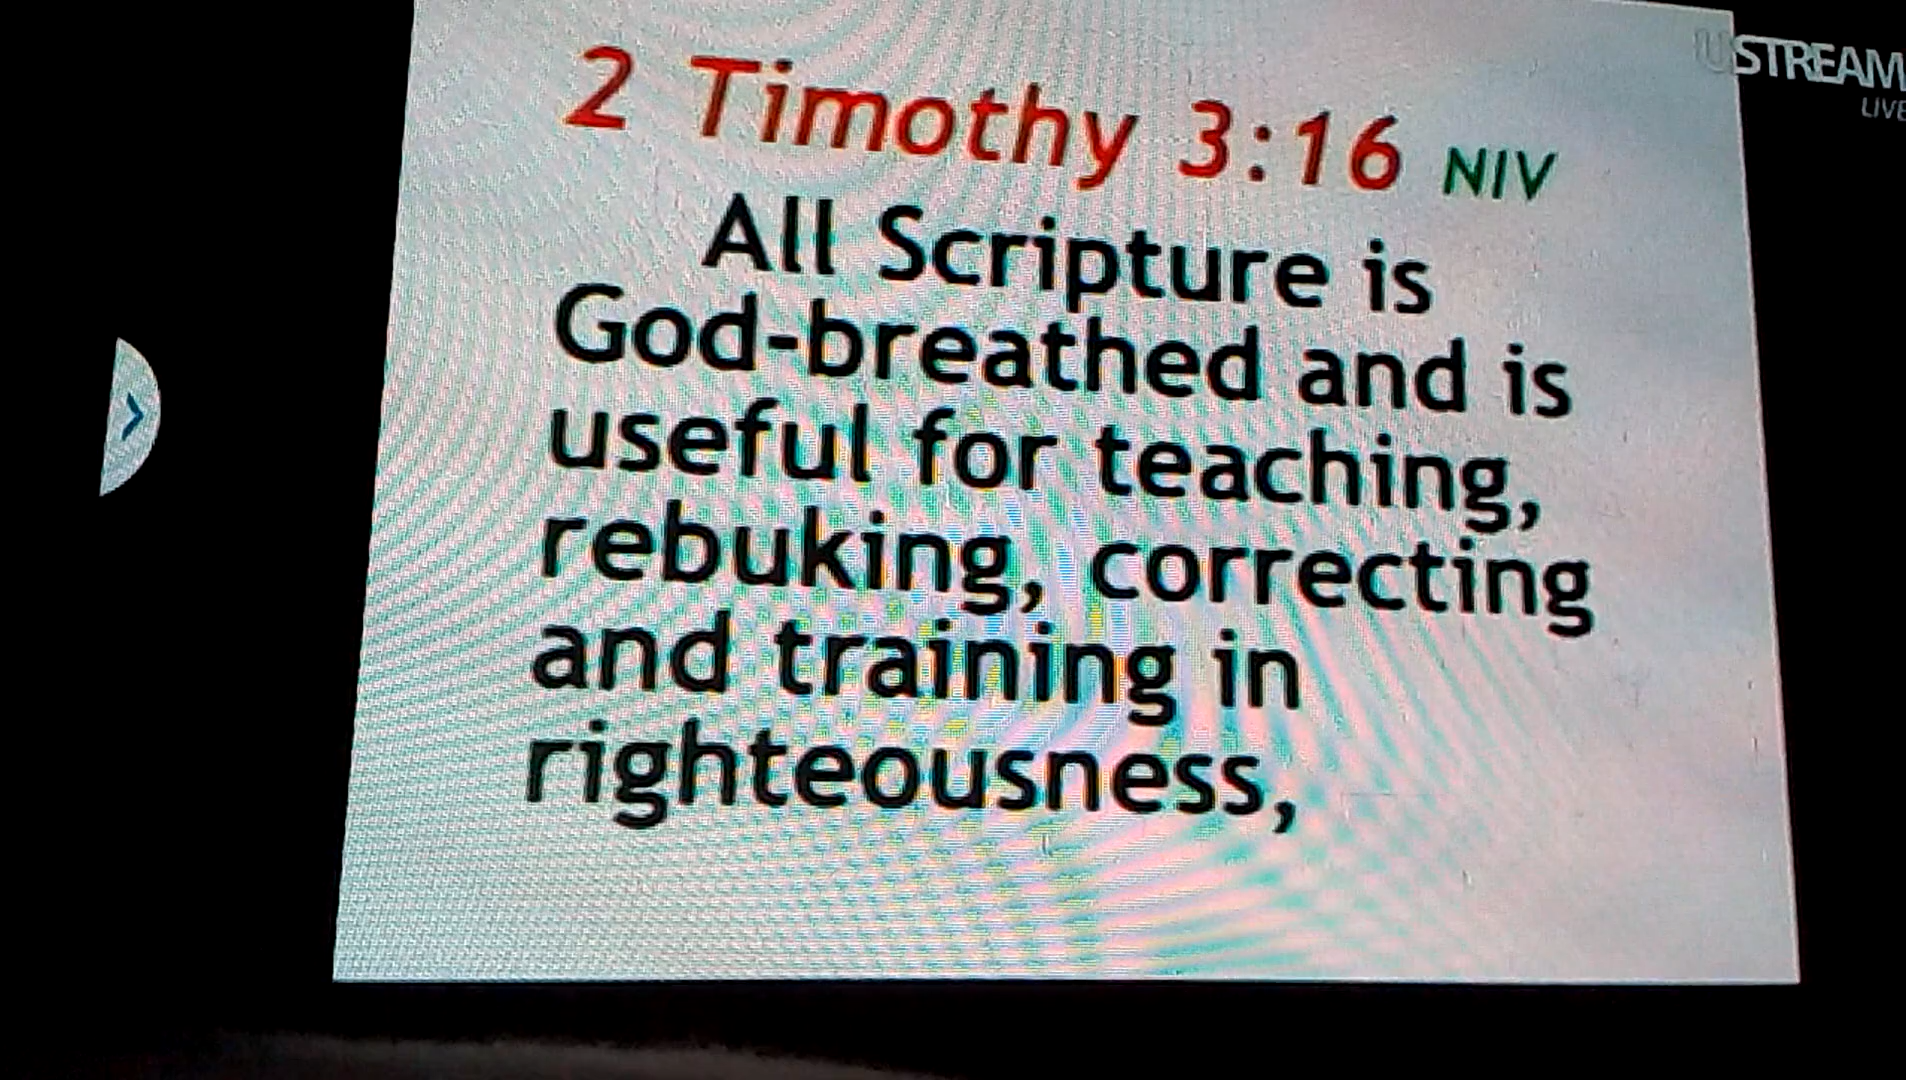 USTREAM
LIVE
2 Timothy 3:16 NIV
All Scripture is
God-breathed and is
useful for teaching,
rebuking, correcting
and training in
righteousness,